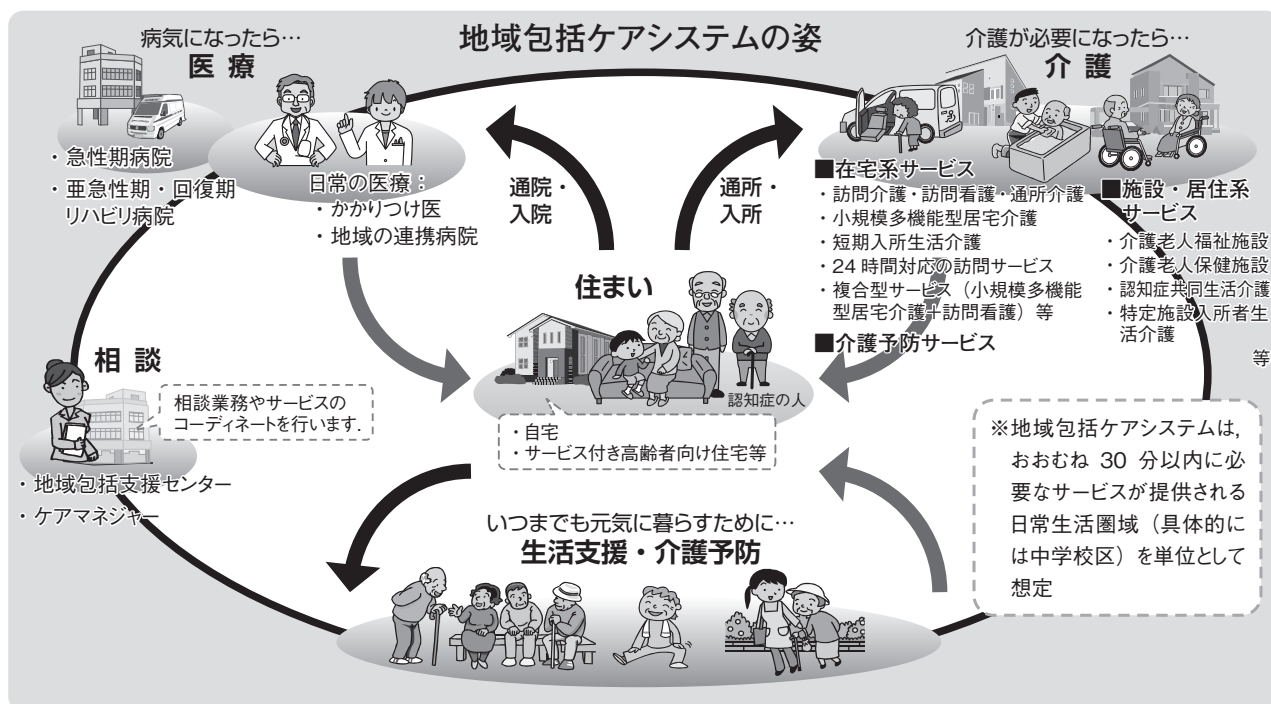 地域包括ケアシステムの姿
病気になったら…
医療
・急性期病院
・亜急性期・回復期
リハビリ病院
日常の医療：
・かかりつけ医
・地域の連携病院
通院・
入院
通所・
入所
介護が必要になったら…
介護
■在宅系サービス
・訪問介護・訪問看護・通所介護
・小規模多機能型居宅介護
・短期入所生活介護
・24時間対応の訪問サービス
・複合型サービス（小規模多機能
型居宅介護＋訪問看護）等
■介護予防サービス
■施設・居住系
サービス
・介護老人福祉施設
・介護老人保健施設
・認知症共同生活介護
・特定施設入所者生
活介護
等
住まい
認知症の人
・自宅
・サービス付き高齢者向け住宅等
相談
相談業務やサービスの
コーディネートを行います.
・地域包括支援センター
・ケアマネジャー
いつまでも元気に暮らすために…
生活支援・介護予防
※地域包括ケアシステムは,
おおむね 30 分以内に必
要なサービスが提供される
日常生活圏域（具体的に
は中学校区）を単位として
想定